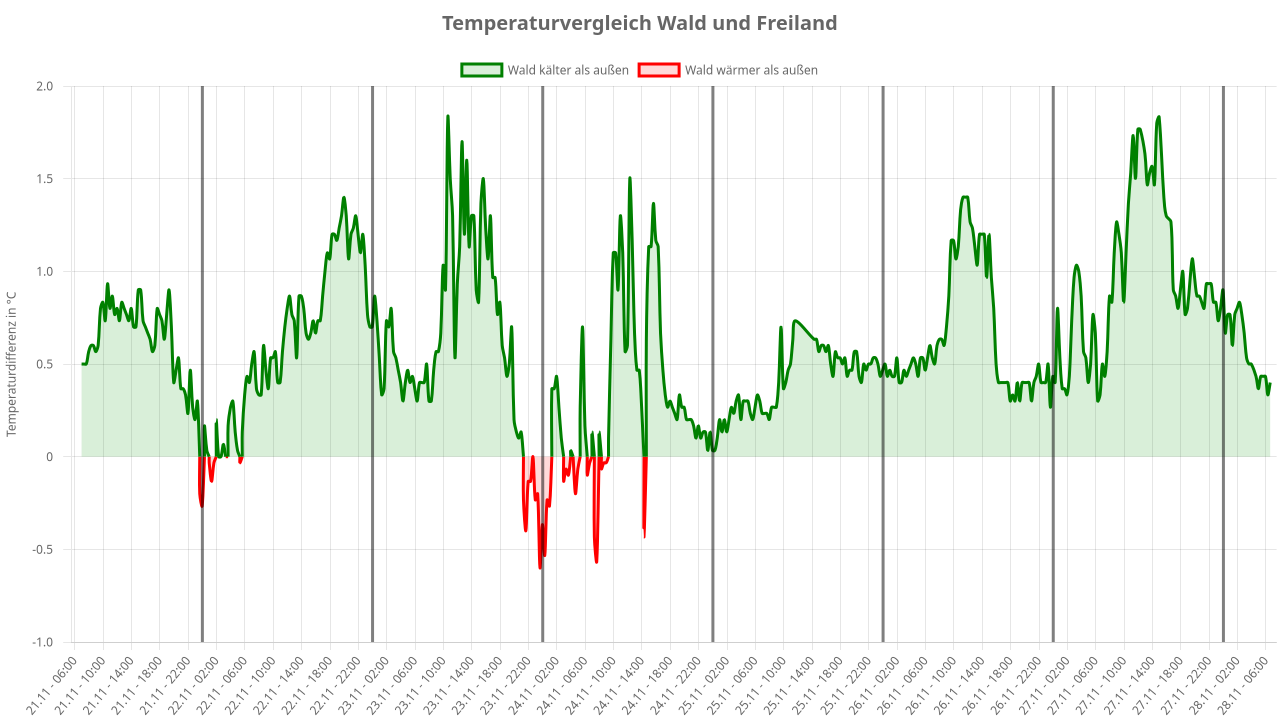 Temperaturvergleich Wald und Freiland
Wald kälter als außen
Wald wärmer als außen
Temperaturdifferenz in °C
2.0
1.5
1.0
0.5
0
-0.5
-1.0
21.11 - 06:00
21.11 - 10:00
21.11 - 14:00
21.11 - 18:00
21.11 - 22:00
22.11 - 02:00
22.11 - 06:00
22.11 - 10:00
22.11 - 14:00
22.11 - 18:00
22.11 - 22:00
23.11 - 02:00
23.11 - 06:00
23.11 - 10:00
23.11 - 14:00
23.11 - 18:00
23.11 - 22:00
24.11 - 02:00
24.11 - 06:00
24.11 - 10:00
24.11 - 14:00
24.11 - 18:00
24.11 - 22:00
25.11 - 02:00
25.11 - 06:00
25.11 - 10:00
25.11 - 14:00
25.11 - 18:00
25.11 - 22:00
26.11 - 02:00
26.11 - 06:00
26.11 - 10:00
26.11 - 14:00
26.11 - 18:00
26.11 - 22:00
27.11 - 02:00
27.11 - 06:00
27.11 - 10:00
27.11 - 14:00
27.11 - 18:00
27.11 - 22:00
28.11 - 02:00
28.11 - 06:00